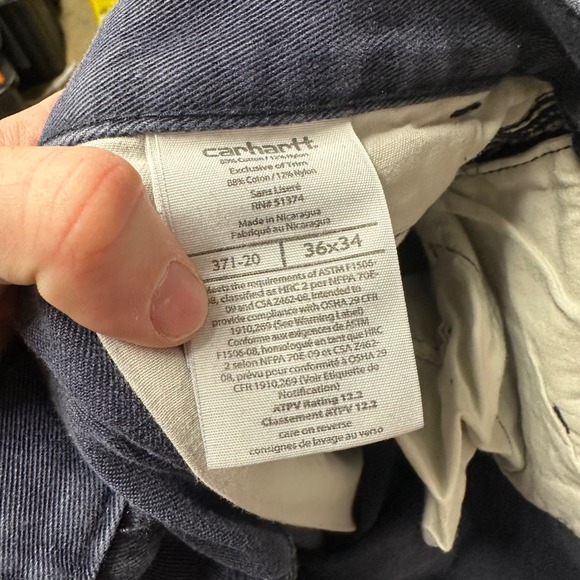 carhartt.
88% Cotton / 12% Nylon
Exclusive of Trim
88% Coton / 12% Nylon
Sans Liseré
RN# 51374
Made in Nicaragua
Fabriqué au Nicaragua
371-20 36x34
Meets the requirements of ASTM F1506-
08, classified as HRC 2 per NFPA 70E-
09 and CSA Z462-08. Intended to
provide compliance with OSHA 29 CFR
1910,269 (See Warning Label)
Conforme aux exigences de ASTM
F1506-08, homologué en tant que HRC
2 selon NFPA 70E-09 et CSA Z462-
08, prévu pour conformité à OSHA 29
CFR 1910,269 (Voir Etiquette de
Notification)
ATPV Rating 12.2
Classement ATPV 12.2
care on reverse
consignes de lavage au verso